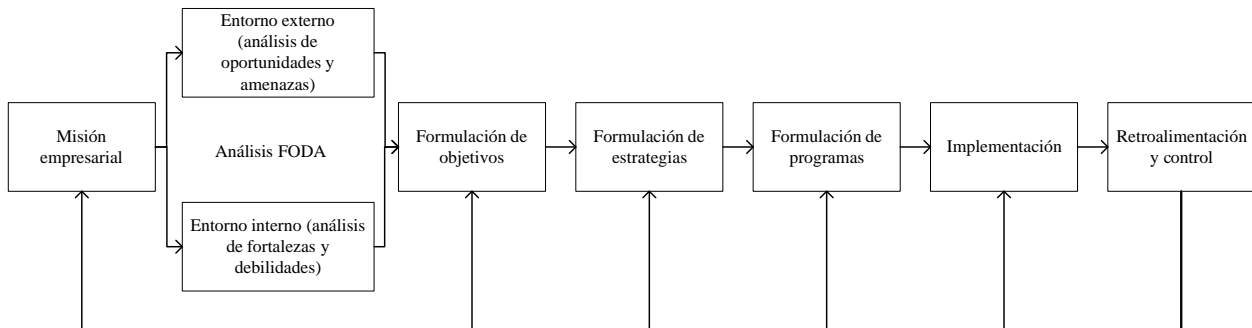 Entorno externo
(análisis de
oportunidades y
amenazas)
Misión
empresarial
Análisis FODA
Entorno interno (análisis
de fortalezas y
debilidades)
Formulación de
objetivos
Formulación de
estrategias
Formulación de
programas
Implementación
Retroalimentación
y control